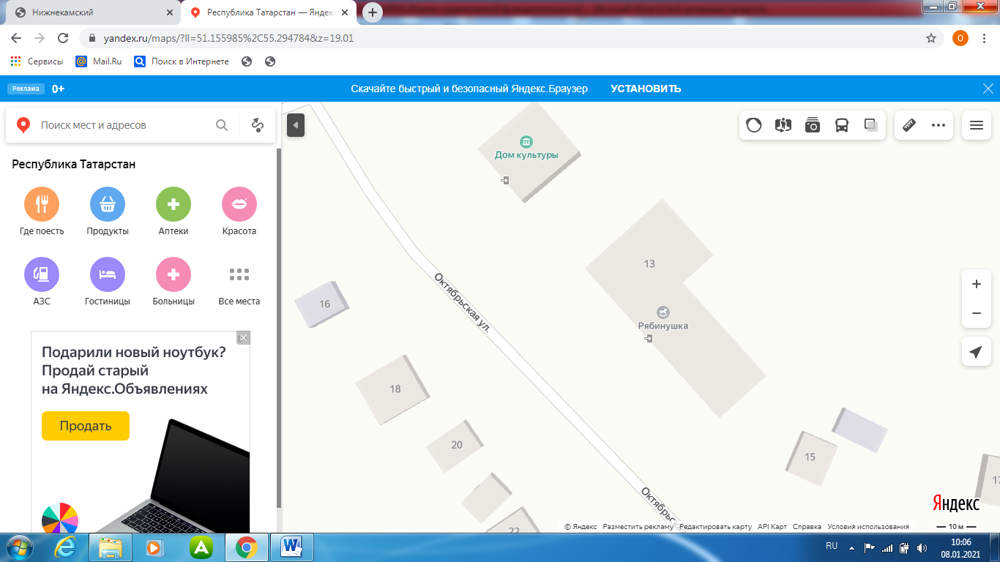 Нижнекамский
Республика Татарстан — Яндек
yandex.ru/maps/?ll=51.155985%2C55.294784&z=19.01
О
Сервисы
Mail.Ru
Поиск в Интернете
Реклама
0+
Скачайте быстрый и безопасный Яндекс.Браузер
УСТАНОВИТЬ
Поиск мест и адресов
Республика Татарстан
Где поесть
Продукты
Аптеки
Красота
АЗС
Гостиницы
Больницы
Все места
Подарили новый ноутбук?
Продай старый
на Яндекс.Объявлениях
Продать
Дом культуры
13
Рябинушка
16
Октябрьская ул.
18
20
22
15
17
Октябрьс
Яндекс
© Яндекс
Разместить рекламу
Редактировать карту
API Карт
Справка
Условия использования
10 м
RU
10:06
08.01.2021